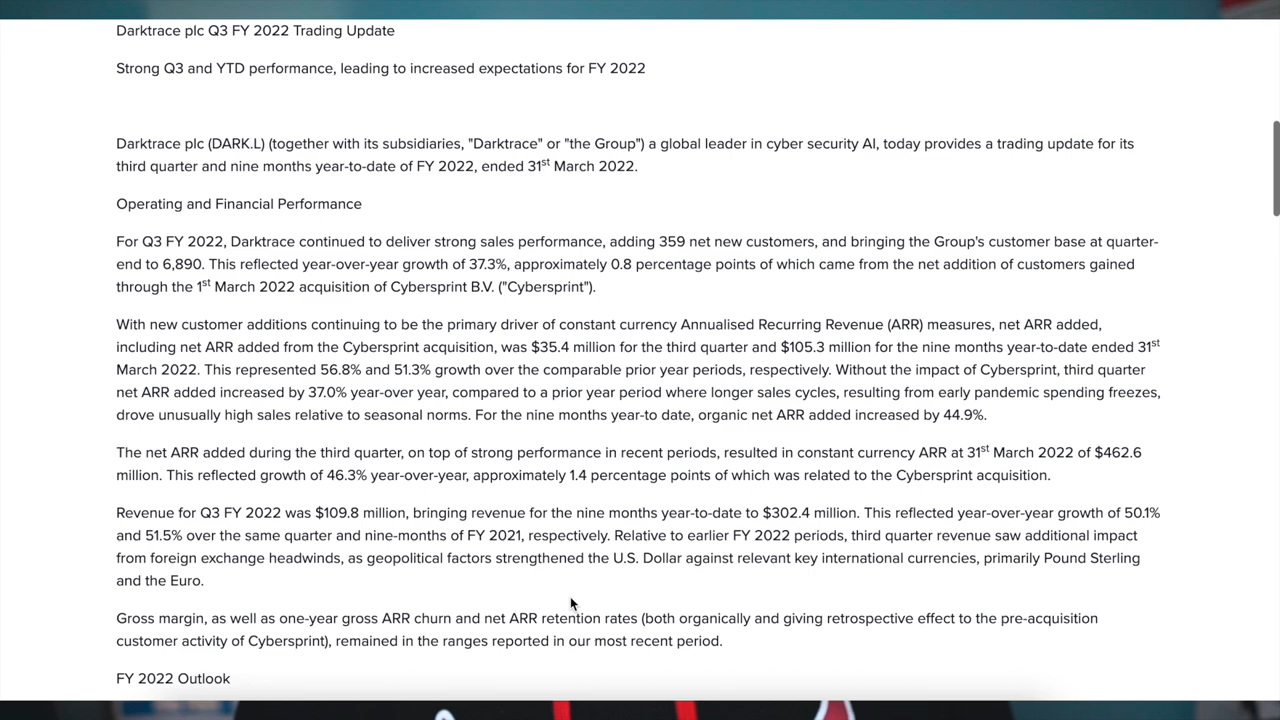 Darktrace plc Q3 FY 2022 Trading Update
Strong Q3 and YTD performance, leading to increased expectations for FY 2022
Darktrace plc (DARK.L) (together with its subsidiaries, "Darktrace" or "the Group") a global leader in cyber security AI, today provides a trading update for its
third quarter and nine months year-to-date of FY 2022, ended 31st March 2022.
Operating and Financial Performance
For Q3 FY 2022, Darktrace continued to deliver strong sales performance, adding 359 net new customers, and bringing the Group's customer base at quarter-
end to 6,890. This reflected year-over-year growth of 37.3%, approximately 0.8 percentage points of which came from the net addition of customers gained
through the 1st March 2022 acquisition of Cybersprint B.V. ("Cybersprint").
With new customer additions continuing to be the primary driver of constant currency Annualised Recurring Revenue (ARR) measures, net ARR added,
including net ARR added from the Cybersprint acquisition, was $35.4 million for the third quarter and $105.3 million for the nine months year-to-date ended 31st
March 2022. This represented 56.8% and 51.3% growth over the comparable prior year periods, respectively. Without the impact of Cybersprint, third quarter
net ARR added increased by 37.0% year-over year, compared to a prior year period where longer sales cycles, resulting from early pandemic spending freezes,
drove unusually high sales relative to seasonal norms. For the nine months year-to date, organic net ARR added increased by 44.9%.
The net ARR added during the third quarter, on top of strong performance in recent periods, resulted in constant currency ARR at 31st March 2022 of $462.6
million. This reflected growth of 46.3% year-over-year, approximately 1.4 percentage points of which was related to the Cybersprint acquisition.
Revenue for Q3 FY 2022 was $109.8 million, bringing revenue for the nine months year-to-date to $302.4 million. This reflected year-over-year growth of 50.1%
and 51.5% over the same quarter and nine-months of FY 2021, respectively. Relative to earlier FY 2022 periods, third quarter revenue saw additional impact
from foreign exchange headwinds, as geopolitical factors strengthened the U.S. Dollar against relevant key international currencies, primarily Pound Sterling
and the Euro.
Gross margin, as well as one-year gross ARR churn and net ARR retention rates (both organically and giving retrospective effect to the pre-acquisition
customer activity of Cybersprint), remained in the ranges reported in our most recent period.
FY 2022 Outlook